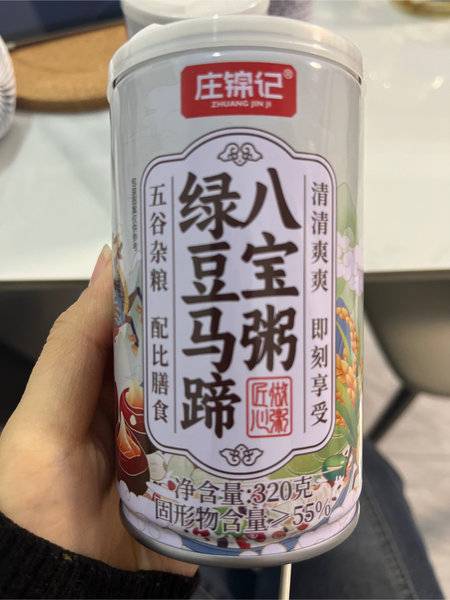 庄锦记®
ZHUANG JIN JI
清清爽爽 即刻享受
八宝粥
绿豆马蹄
五谷杂粮 配比膳食
做粥
匠心
净含量:320克
固形物含量≥55%